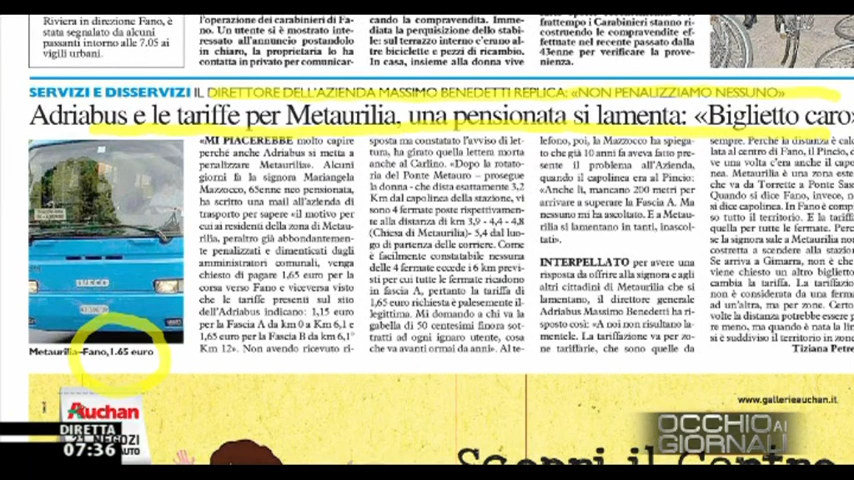 Riviera in direzione Fano, è
stata segnalato da alcuni
passanti intorno alle 7.05 ai
vigili urbani.
l'operazione dei carabinieri di Fa-
no. Un utente si è mostrato inte-
ressato all'annuncio postandolo
in chat, la proprietaria lo ha
contatta in privato per comunicar-
cando la compravendita. Imme-
diata la perquisizione dello stabi-
le: sul terrazzo interno c'erano al-
tre biciclette e pezzi di ricambio.
In casa, insieme alla donna vive
frattempo i Carabinieri stanno ri-
costruendo le compravendite ef-
fettuate nel recente passato dalla
43enne per verificarne la prove-
nienza.
SERVIZI E DISSERVIZI IL DIRETTORE DELL'AZIENDA MASSIMO BENEDETTI REPLICA: «NON PENALIZZIAMO NESSUNO»
Adriabus e le tariffe per Metaurilia, una pensionata si lamenta: «Biglietto caro»
Metaurilia–Fano, 1.65 euro
«MI PIACEREBBE molto capire
perché anche Adriabus si metta a
penalizzare Metaurilia». Alcuni
giorni fa la signora Mariangela
Mazzocco, 65enne neo pensionata,
ha scritto una mail all'azienda di
trasporto per sapere «il motivo per
cui ai residenti della zona di Metau-
rilia, peraltro già abbondantemen-
te penalizzati e dimenticati dagli
amministratori comunali, venga
chiesto di pagare 1,65 euro per la
corsa verso Fano e viceversa visto
che le tariffe presenti sul sito
dell'Adriabus indicano: 1,15 euro
per la Fascia A da km 0 a Km 6,1 e
1,65 euro per la Fascia B da km 6,1°
Km 12». Non avendo ricevuto ri-
sposta ma constatato l'avviso di let-
tura, ha girato quella lettera morta
anche al Carlino. «Dopo la rotato-
ria del Ponte Metauro – prosegue
la donna - che dista esattamente 3,2
Km dal capolinea della stazione, vi
sono 4 fermate poste rispettivamen-
te alla distanza di km 3,9 - 4,4 - 4,8
(Chiesa di Metaurilia)- 5,4 dal luo-
go di partenza delle corriere. Come
è facilmente constatabile nessuna
delle 4 fermate eccede i 6 km previ-
sti per cui tutte le fermate ricadono
in fascia A, pertanto la tariffa di
1,65 euro richiesta è palesemente il-
legittima. Mi domando a chi va la
gabella di 50 centesimi finora sot-
tratti ad ogni ignaro utente, cosa
che va avanti ormai da anni». Al te-
lefono, poi, la Mazzocco ha spiega-
to che già 10 anni fa aveva fatto pre-
sente il problema all'Azienda,
quando il capolinea era al Pincio:
«Anche lì, mancano 200 metri per
arrivare a superare la Fascia A. Ma
nessuno mi ha ascoltato. E a Metau-
rilia si lamentano in tanti, inascol-
tati».
INTERPELLATO per avere una
risposta da offrire alla signora e agli
altri cittadini di Metaurilia che si
lamentano, il direttore generale
Adriabus Massimo Benedetti ha ri-
sposto così: «A noi non risultano la-
mentele. La tariffazione va per zo-
ne tariffarie, che sono quelle da
sempre. Perché la distanza è calco
lata al centro di Fano, il Pincio, 
ve una volta c'era anche il capo
nea. Metaurilia è una zona este
che va da Torrette a Ponte Sas
Quando si dice Fano, invece, n
si dice capolinea. In Fano è comp
so tutto il territorio. E la tariffa
quella per tutte le fermate. Perc
se la signora sale a Metaurilia non
costretta a scendere alla stazion
Se arriva a Gimarra, non è che
viene chiesto un altro biglietto
cambia la tariffa. La tariffazion
non è considerata da una fermat
ad un'altra, ma per zone. Certo
volte la distanza potrebbe essere p
re meno, ma quando è nata la lin
si è suddiviso il territorio in zone
Tiziana Petre
www.gallerieauchan.it
Auchan
21 NEGOZI
AUTO
DIRETTA
07:36
OCCHIO AI
GIORNALI
Scopri il Centro